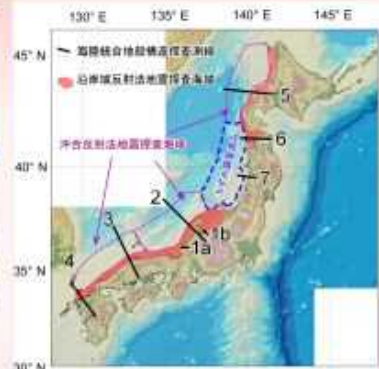 130° E
135° E
140° E
145° E
45° N
40° N
35° N
30° N
海陸統合地殻構造探査測線
沿岸域反射法地震探査海域
沖合反射法地震探査海域
5
6
7
2
1b
1a
3
4